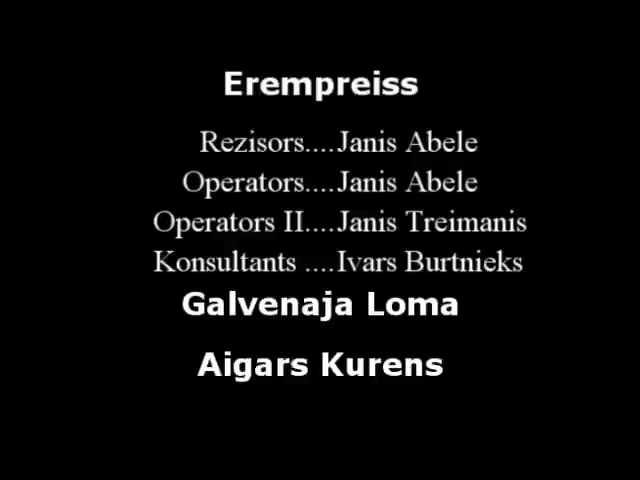 Erempreiss
Rezisors....Janis Abele
Operators....Janis Abele
Operators II....Janis Treimanis
Konsultants ....Ivars Burtnieks
Galvenaja Loma
Aigars Kurens